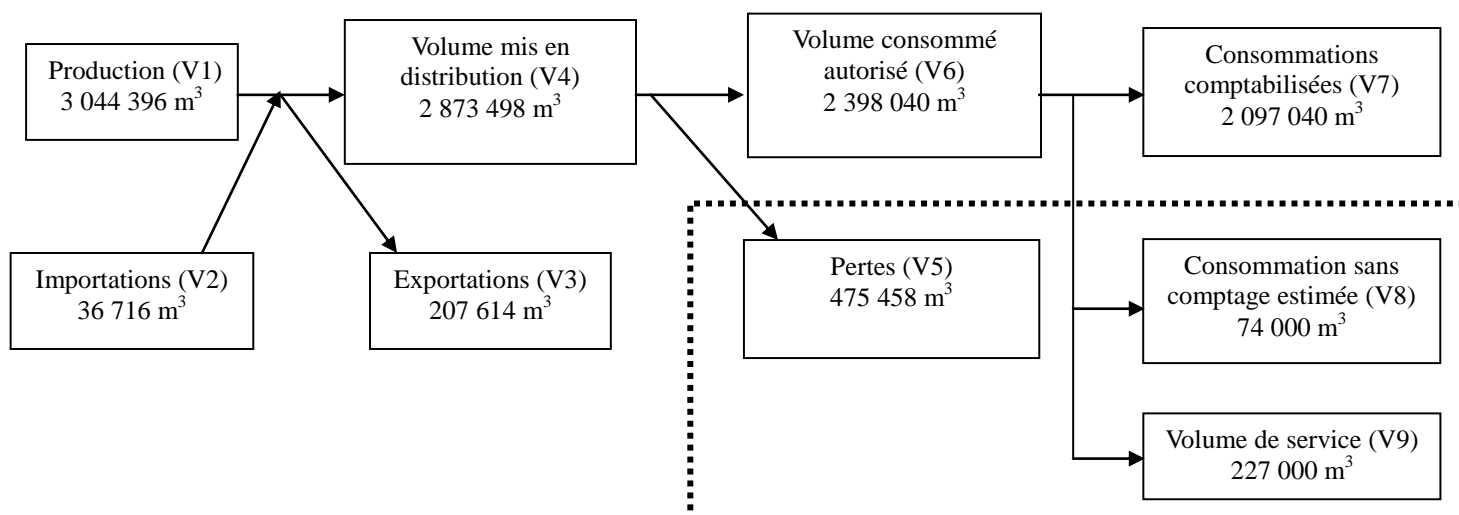 Production (V1)
3 044 396 m³
Volume mis en
distribution (V4)
2 873 498 m³
Volume consommé
autorisé (V6)
2 398 040 m³
Consommations
comptabilisées (V7)
2 097 040 m³
Importations (V2)
36 716 m³
Exportations (V3)
207 614 m³
Pertes (V5)
475 458 m³
Consommation sans
comptage estimée (V8)
74 000 m³
Volume de service (V9)
227 000 m³